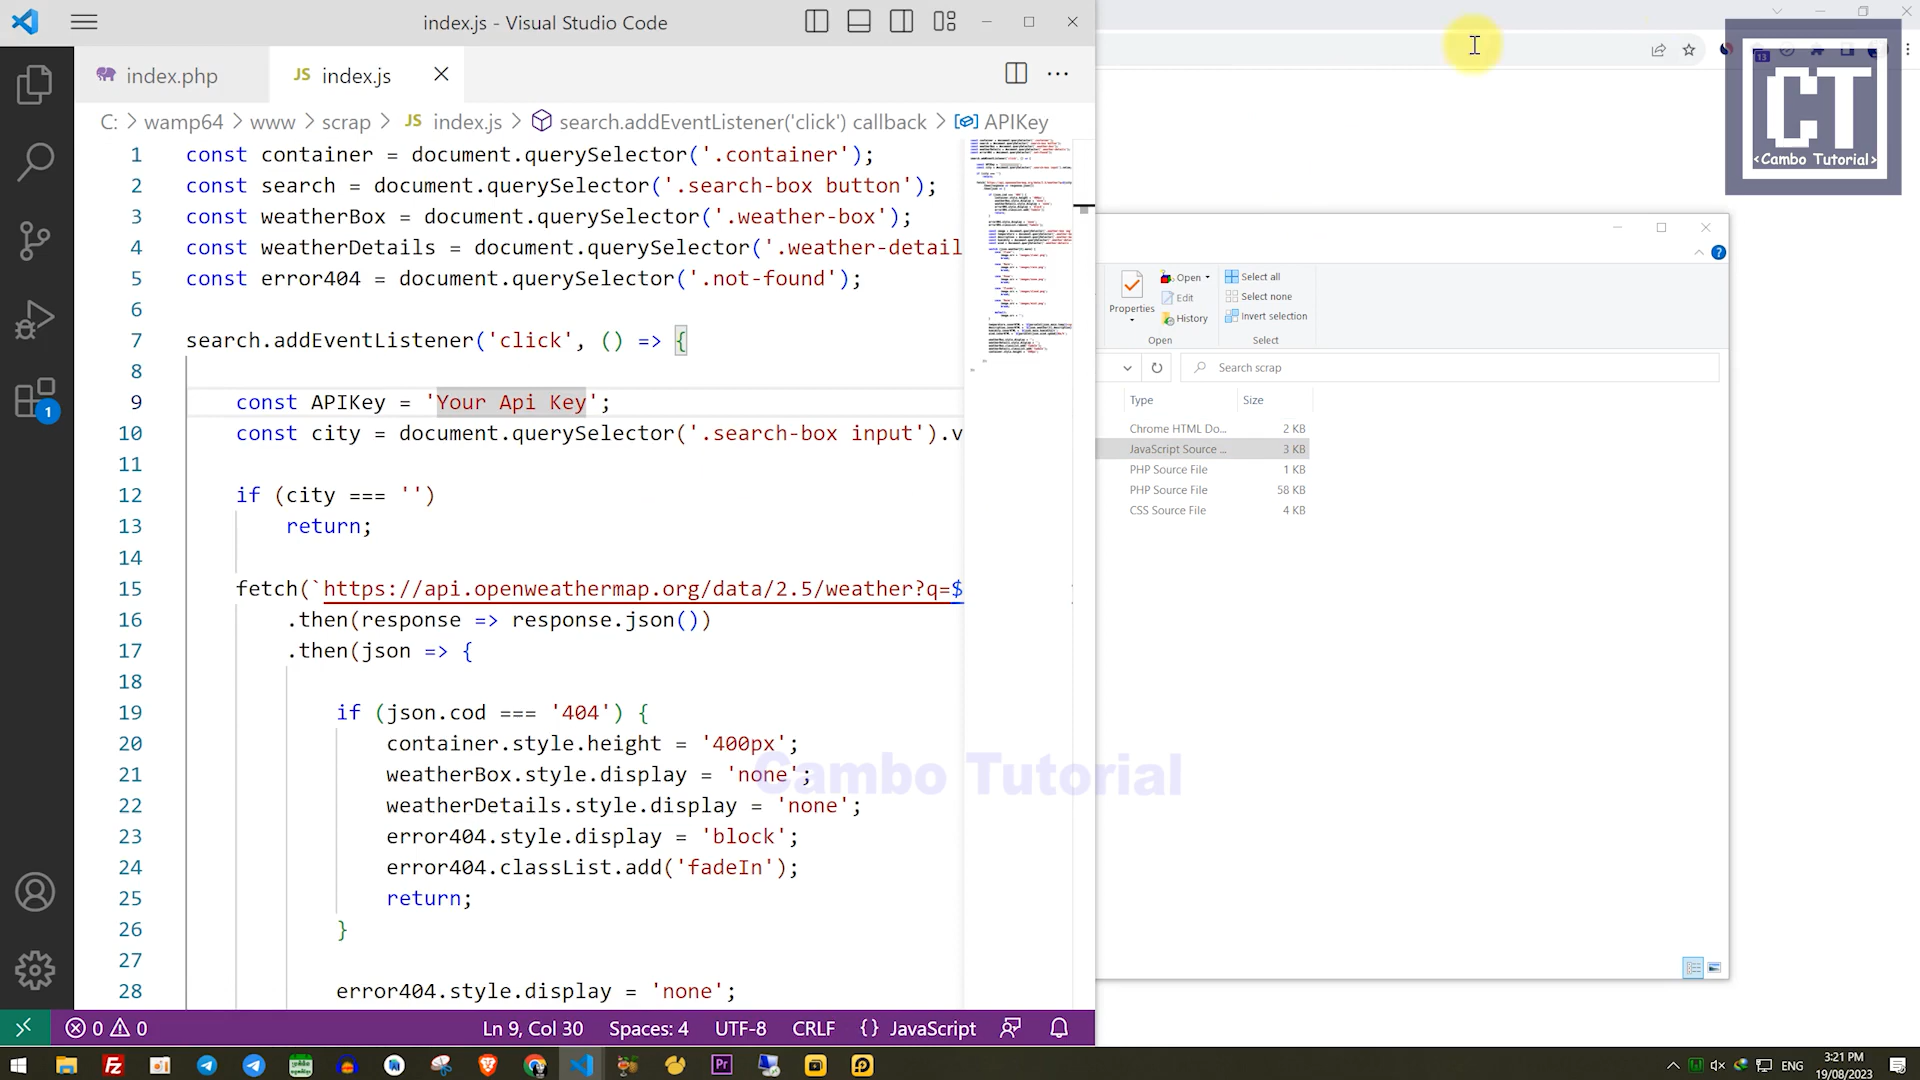 index.js - Visual Studio Code
index.php
JS index.js
C: > wamp64 > www > scrap > JS index.js > search.addEventListener('click') callback > APIKey
1 const container = document.querySelector('.container');
2 const search = document.querySelector('.search-box button');
3 const weatherBox = document.querySelector('.weather-box');
4 const weatherDetails = document.querySelector('.weather-detail
5 const error404 = document.querySelector('.not-found');
6
7 search.addEventListener('click', () => {
8
9 const APIKey = 'Your Api Key';
10 const city = document.querySelector('.search-box input').v
11
12 if (city === '')
13 return;
14
15 fetch(`https://api.openweathermap.org/data/2.5/weather?q=$
16 .then(response => response.json())
17 .then(json => {
18
19 if (json.cod === '404') {
20 container.style.height = '400px';
21 weatherBox.style.display = 'none';
22 weatherDetails.style.display = 'none';
23 error404.style.display = 'block';
24 error404.classList.add('fadeIn');
25 return;
26 }
27
28 error404.style.display = 'none';
1
0 0
Ln 9, Col 30
Spaces: 4
UTF-8
CRLF
{} JavaScript
CT
<Cambo Tutorial>
13
Properties
Open
Edit
History
Open
Select all
Select none
Invert selection
Select
Search scrap
Type Size
Chrome HTML Do... 2 KB
JavaScript Source ... 3 KB
PHP Source File 1 KB
PHP Source File 58 KB
CSS Source File 4 KB
Cambo Tutorial
ENG
3:21 PM
19/08/2023